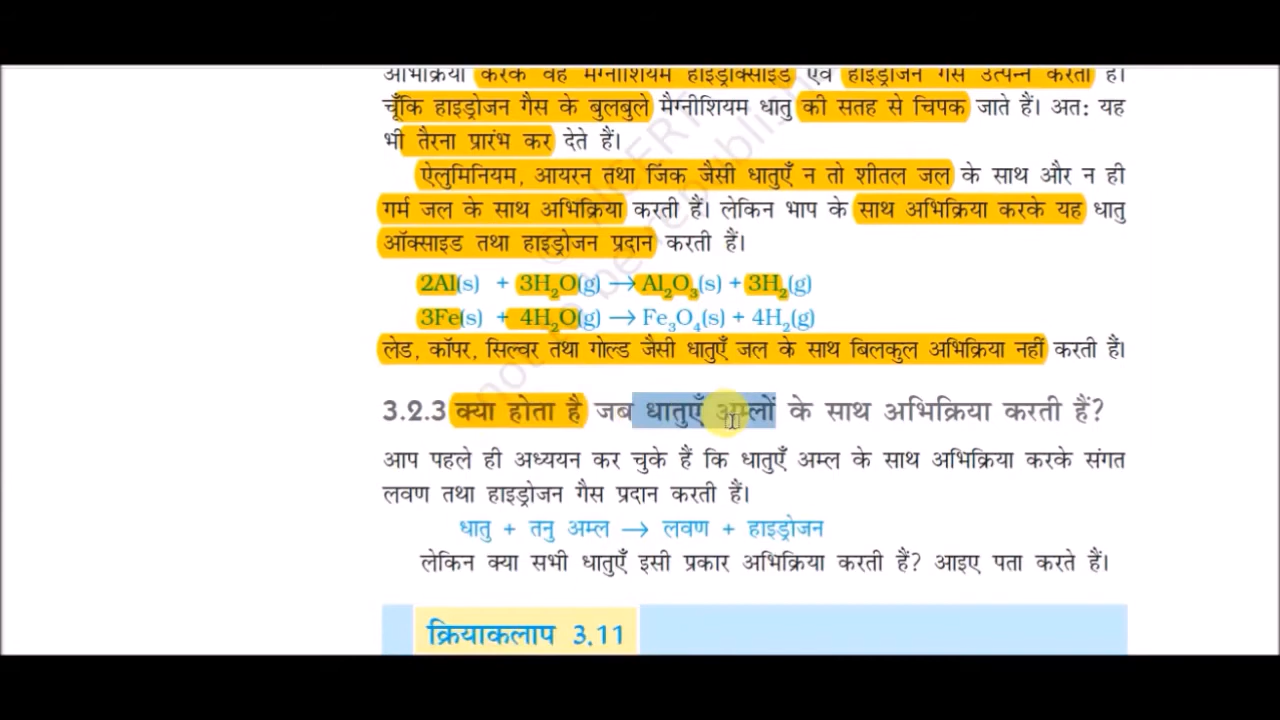 अभिक्रिया करके वह मैग्नीशियम हाइड्रॉक्साइड एवं हाइड्रोजन गैस उत्पन्न करता है।
चूँकि हाइड्रोजन गैस के बुलबुले मैग्नीशियम धातु की सतह से चिपक जाते हैं। अत: यह
भी तैरना प्रारंभ कर देते हैं।
ऐलुमिनियम, आयरन तथा जिंक जैसी धातुएँ न तो शीतल जल के साथ और न ही
गर्म जल के साथ अभिक्रिया करती हैं। लेकिन भाप के साथ अभिक्रिया करके यह धातु
ऑक्साइड तथा हाइड्रोजन प्रदान करती हैं।
2Al(s) + 3H₂O(g) → Al₂O₃(s) + 3H₂(g)
3Fe(s) + 4H₂O(g) → Fe₃O₄(s) + 4H₂(g)
लेड, कॉपर, सिल्वर तथा गोल्ड जैसी धातुएँ जल के साथ बिलकुल अभिक्रिया नहीं करती हैं।
3.2.3 क्या होता है जब धातुएँ अम्लों के साथ अभिक्रिया करती हैं?
आप पहले ही अध्ययन कर चुके हैं कि धातुएँ अम्ल के साथ अभिक्रिया करके संगत
लवण तथा हाइड्रोजन गैस प्रदान करती हैं।
धातु + तनु अम्ल → लवण + हाइड्रोजन
लेकिन क्या सभी धातुएँ इसी प्रकार अभिक्रिया करती हैं? आइए पता करते हैं।
क्रियाकलाप 3.11